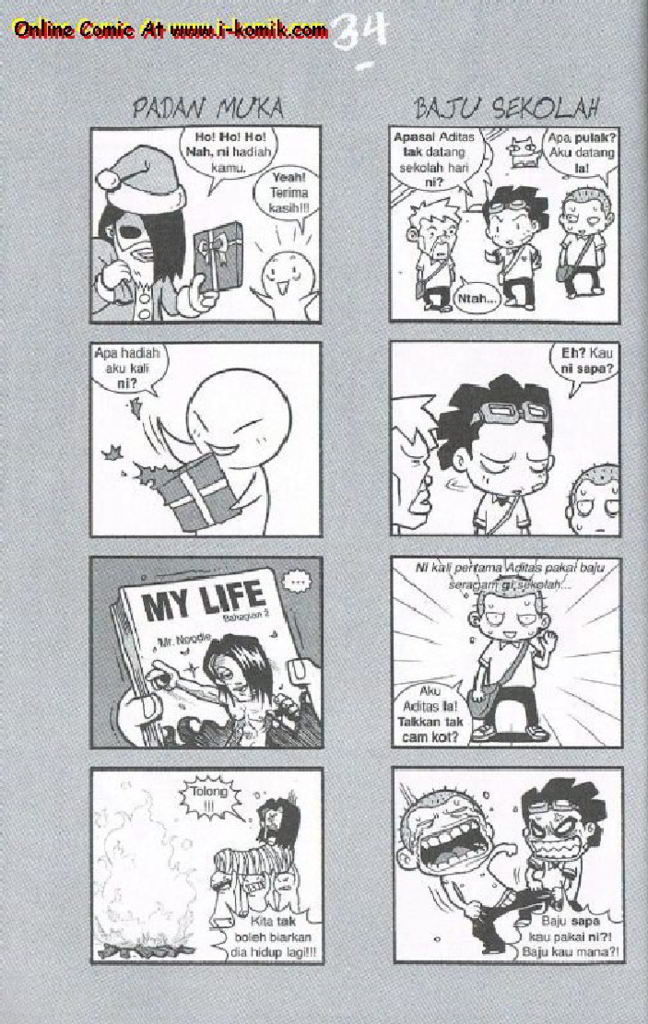 Online Comic At www.i-komik.com
34
PADAN MUKA
Ho! Ho! Ho!
Nah, ni hadiah
kamu.
Yeah!
Terima
kasih!!!
Apa hadiah
aku kali
ni?
MY LIFE
Bahagian 2
Mr. Noodle
...
Tolong
!!!
Kita tak
boleh biarkan
dia hidup lagi!!!
BAJU SEKOLAH
Apasal Aditas
tak datang
sekolah hari
ni?
Apa pulak?
Aku datang
la!
Ntah...
Eh? Kau
ni sapa?
Ni kali pertama Aditas pakai baju
seragam gi sekolah...
Aku
Aditas la!
Takkan tak
cam kot?
Baju sapa
kau pakai ni?!
Baju kau mana?!